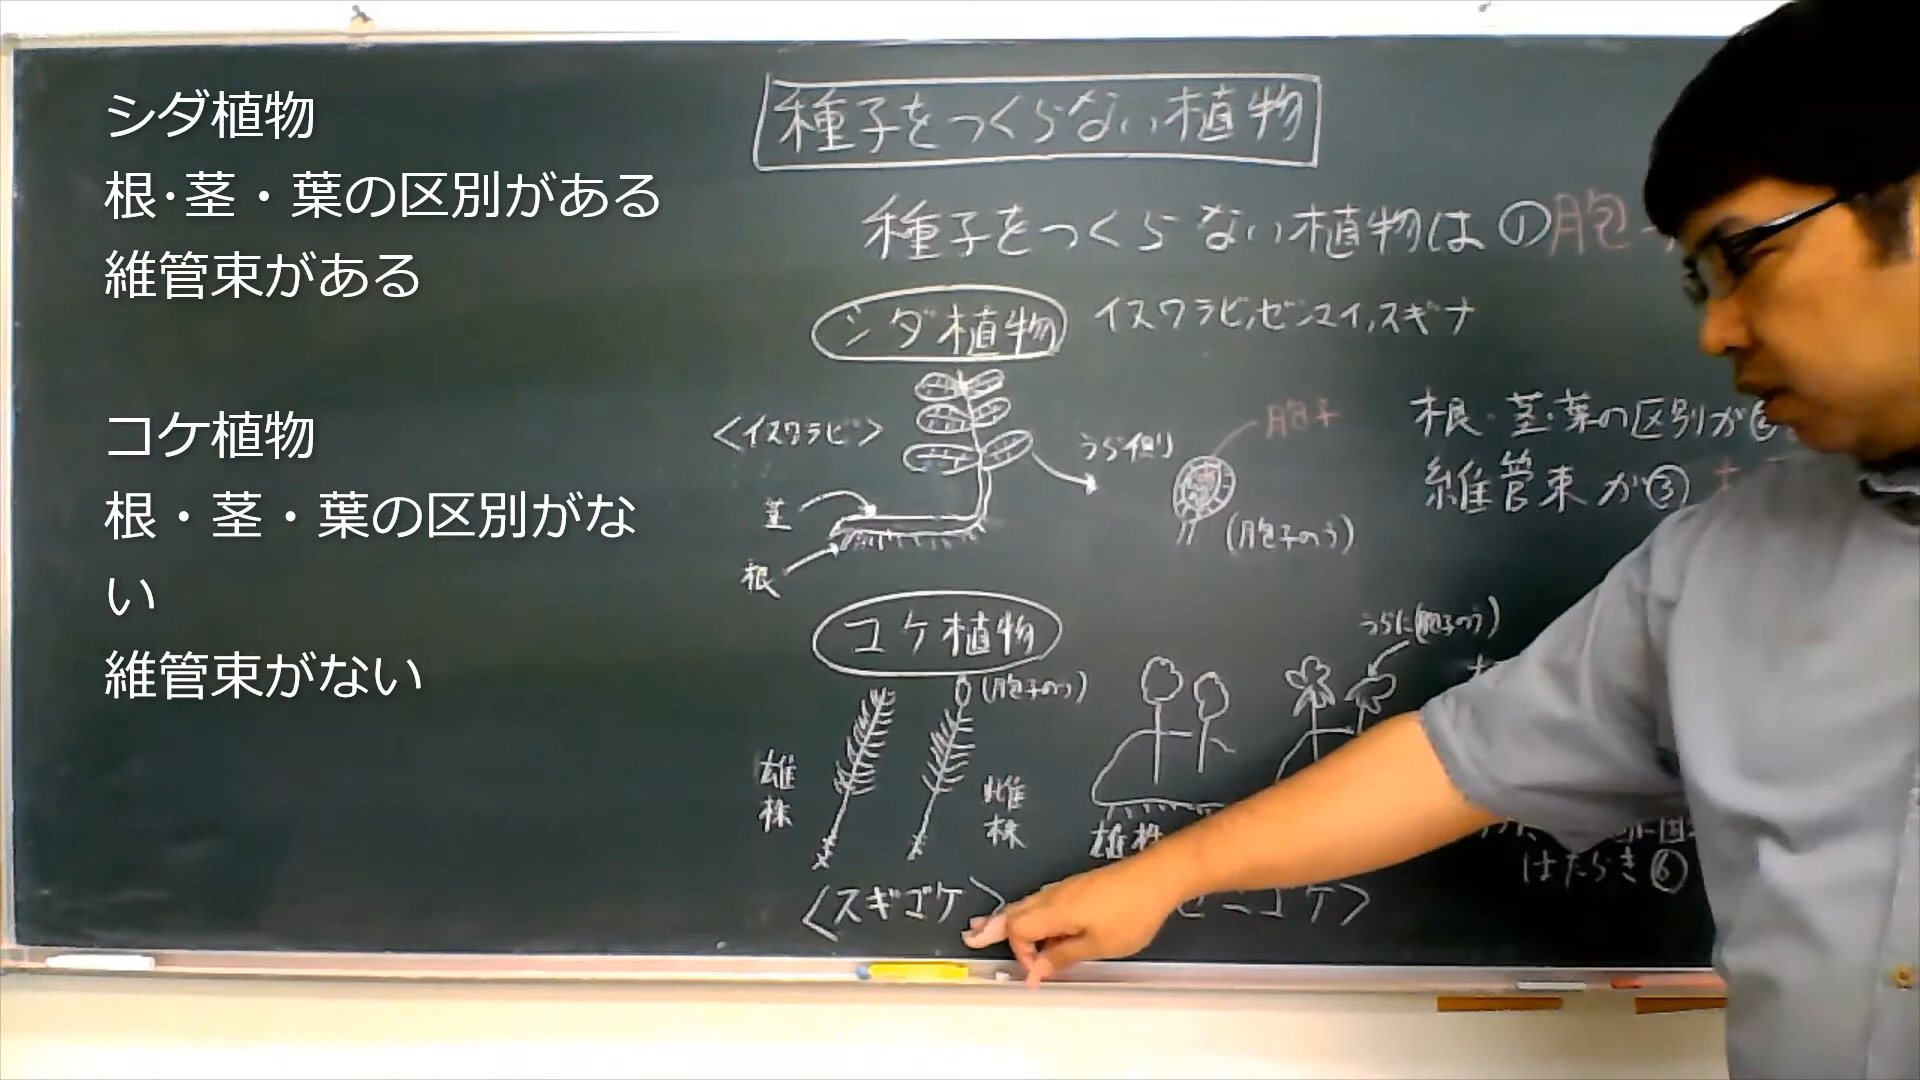 シダ植物
根･茎・葉の区別がある
維管束がある
コケ植物
根・茎・葉の区別がな
い
維管束がない
種子をつくらない植物
種子をつくらない植物は①胞
シダ植物
イヌワラビ,ゼンマイ,スギナ
<イヌワラビ>
うら側
胞子
(胞子のう)
茎
根
根・茎・葉の区別が②
維管束が③
コケ植物
(胞子のう)
うらに(胞子のう)
雄株
雌株
雄株
<スギゴケ>
ゼニゴケ>
はたらき⑥